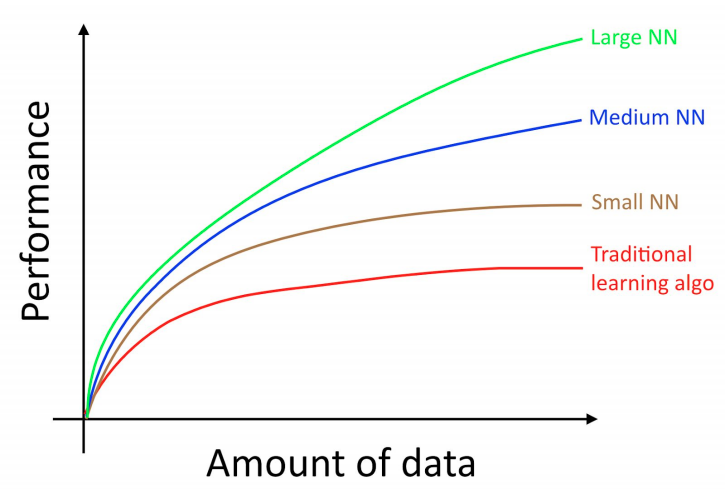 Large NN
Medium NN
Small NN
Traditional
learning algo
Performance
Amount of data